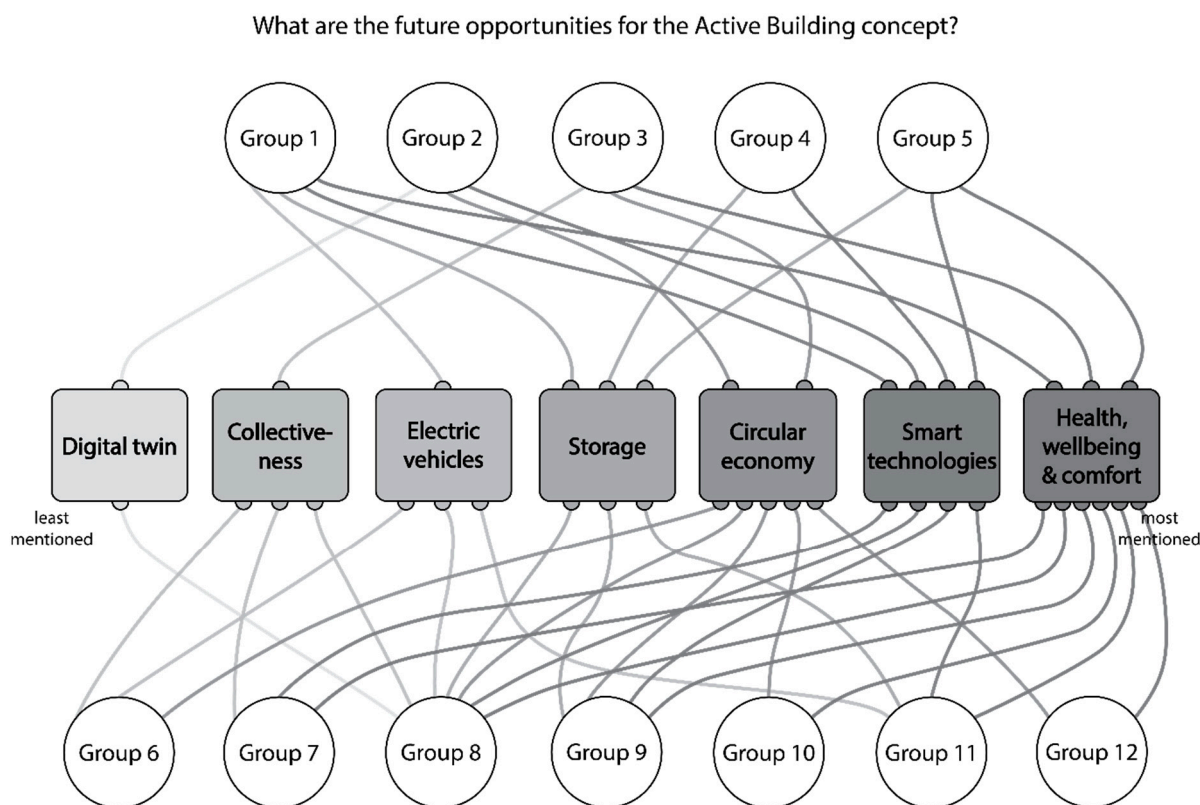 What are the future opportunities for the Active Building concept?
Group 1
Group 2
Group 3
Group 4
Group 5
Digital twin
Collective-
ness
Electric
vehicles
Storage
Circular
economy
Smart
technologies
Health,
wellbeing
& comfort
least
mentioned
most
mentioned
Group 6
Group 7
Group 8
Group 9
Group 10
Group 11
Group 12